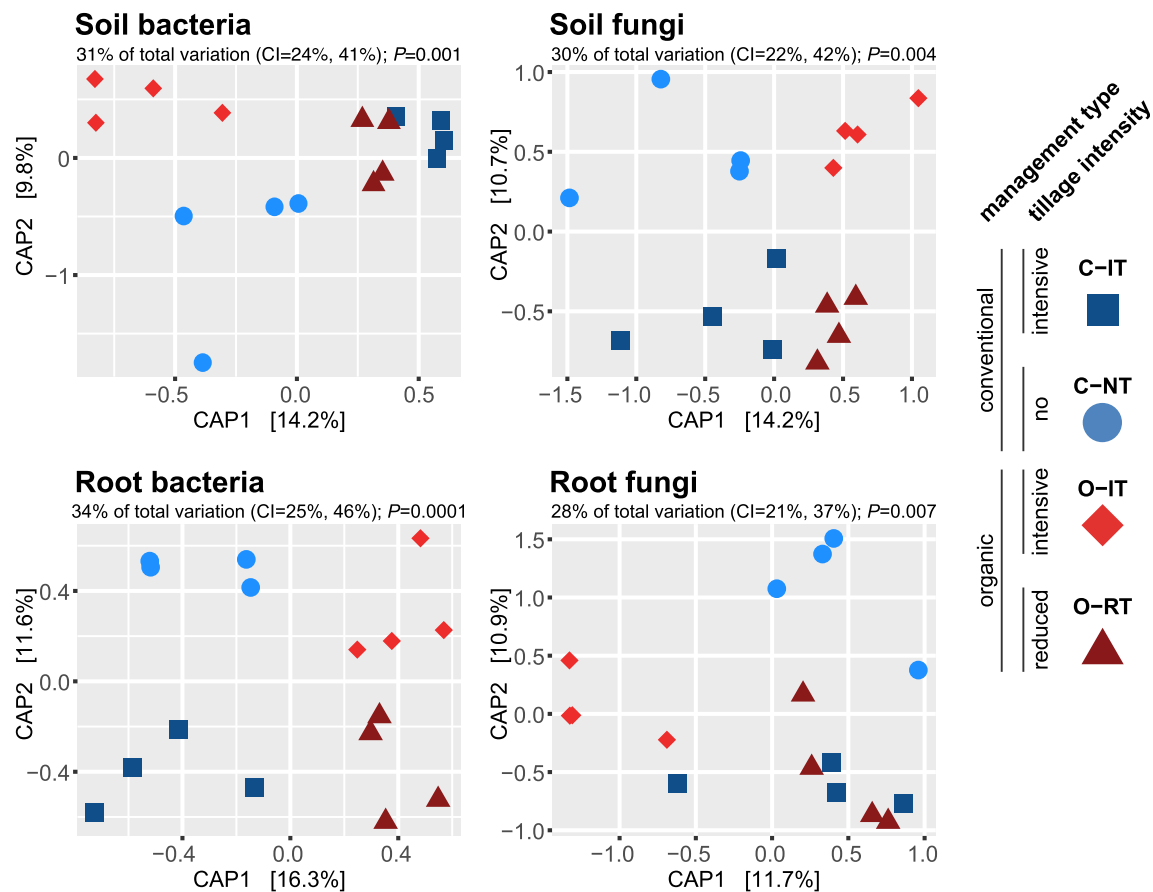 Soil bacteria
31% of total variation (CI=24%, 41%); P=0.001
0
−1
CAP2 [9.8%]
−0.5
0.0
0.5
CAP1 [14.2%]
Soil fungi
30% of total variation (CI=22%, 42%); P=0.004
1.0
0.5
0.0
−0.5
CAP2 [10.7%]
−1.5
−1.0
−0.5
0.0
0.5
1.0
CAP1 [14.2%]
Root bacteria
34% of total variation (CI=25%, 46%); P=0.0001
0.4
0.0
−0.4
CAP2 [11.6%]
−0.4
0.0
0.4
CAP1 [16.3%]
Root fungi
28% of total variation (CI=21%, 37%); P=0.007
1.5
1.0
0.5
0.0
−0.5
−1.0
CAP2 [10.9%]
−1.0
−0.5
0.0
0.5
1.0
CAP1 [11.7%]
management type
tillage intensity
conventional
intensive
C−IT
no
C−NT
organic
intensive
O−IT
reduced
O−RT